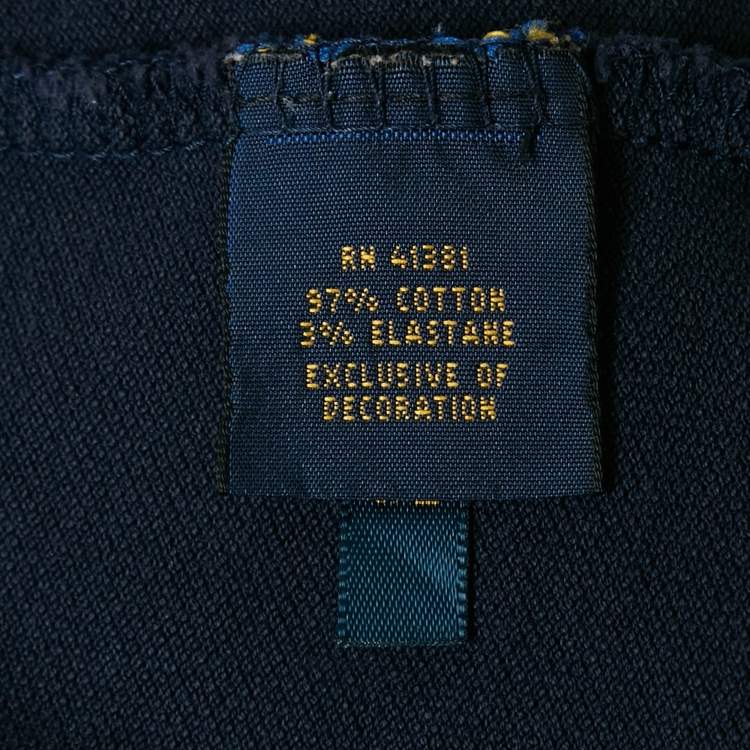 RN 41381
97% COTTON
3% ELASTANE
EXCLUSIVE OF
DECORATION